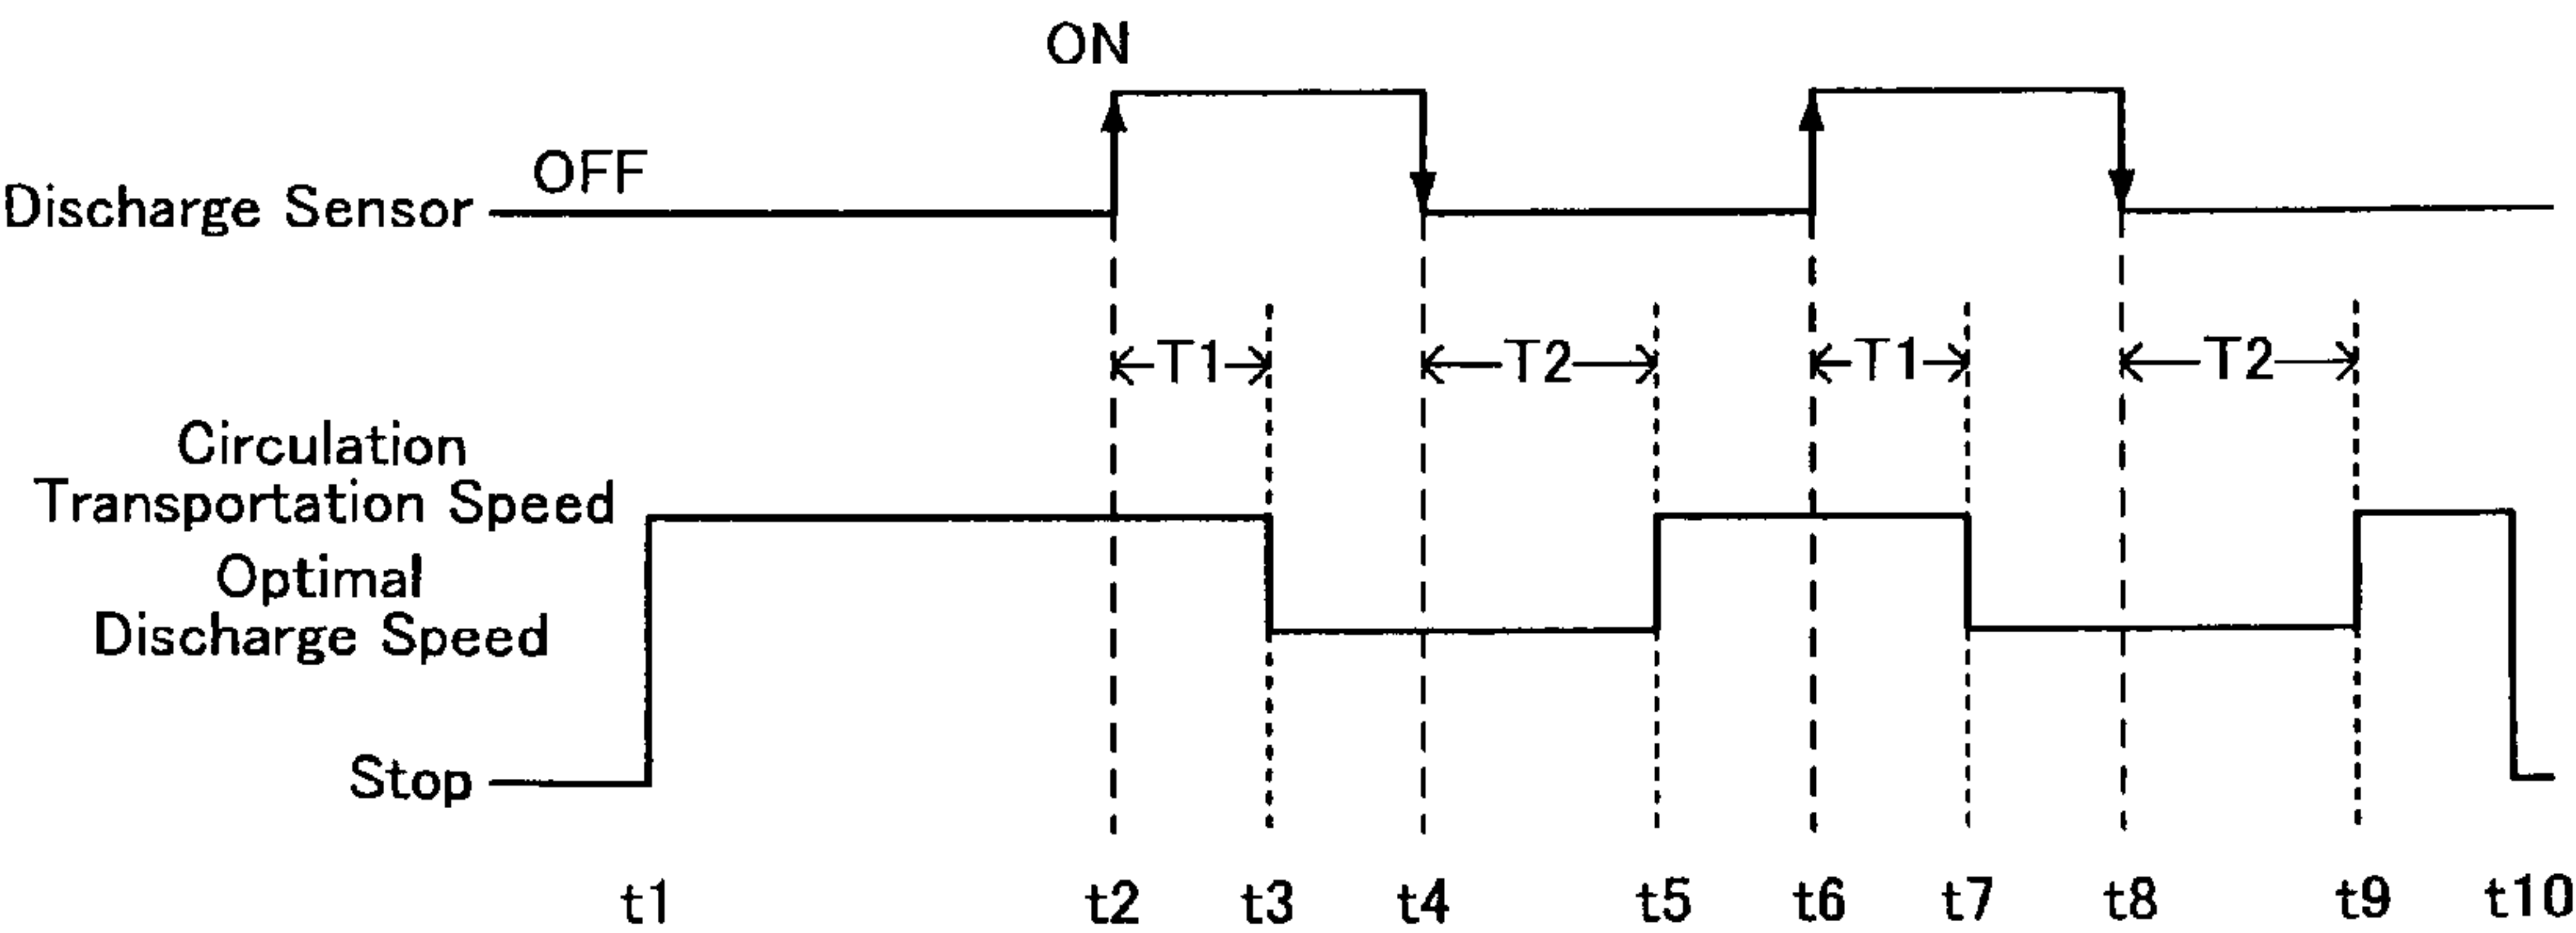 ON
OFF
Discharge Sensor
T1
T2
T1
T2
Circulation
Transportation Speed
Optimal
Discharge Speed
Stop
t1
t2
t3
t4
t5
t6
t7
t8
t9
t10